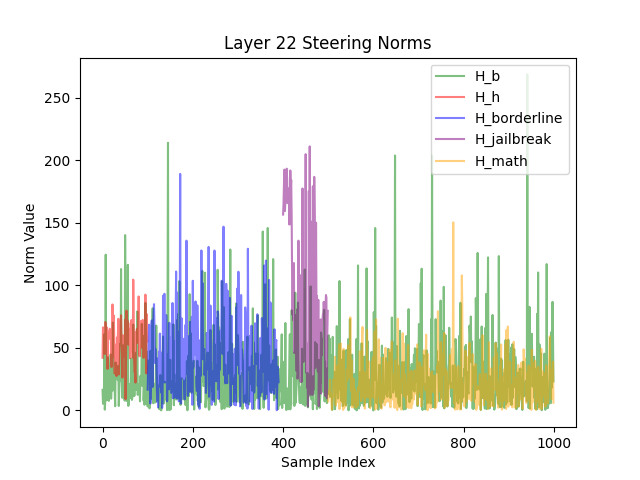 Layer 22 Steering Norms
Norm Value
250
200
150
100
50
0
H_b
H_h
H_borderline
H_jailbreak
H_math
0 200 400 600 800 1000
Sample Index